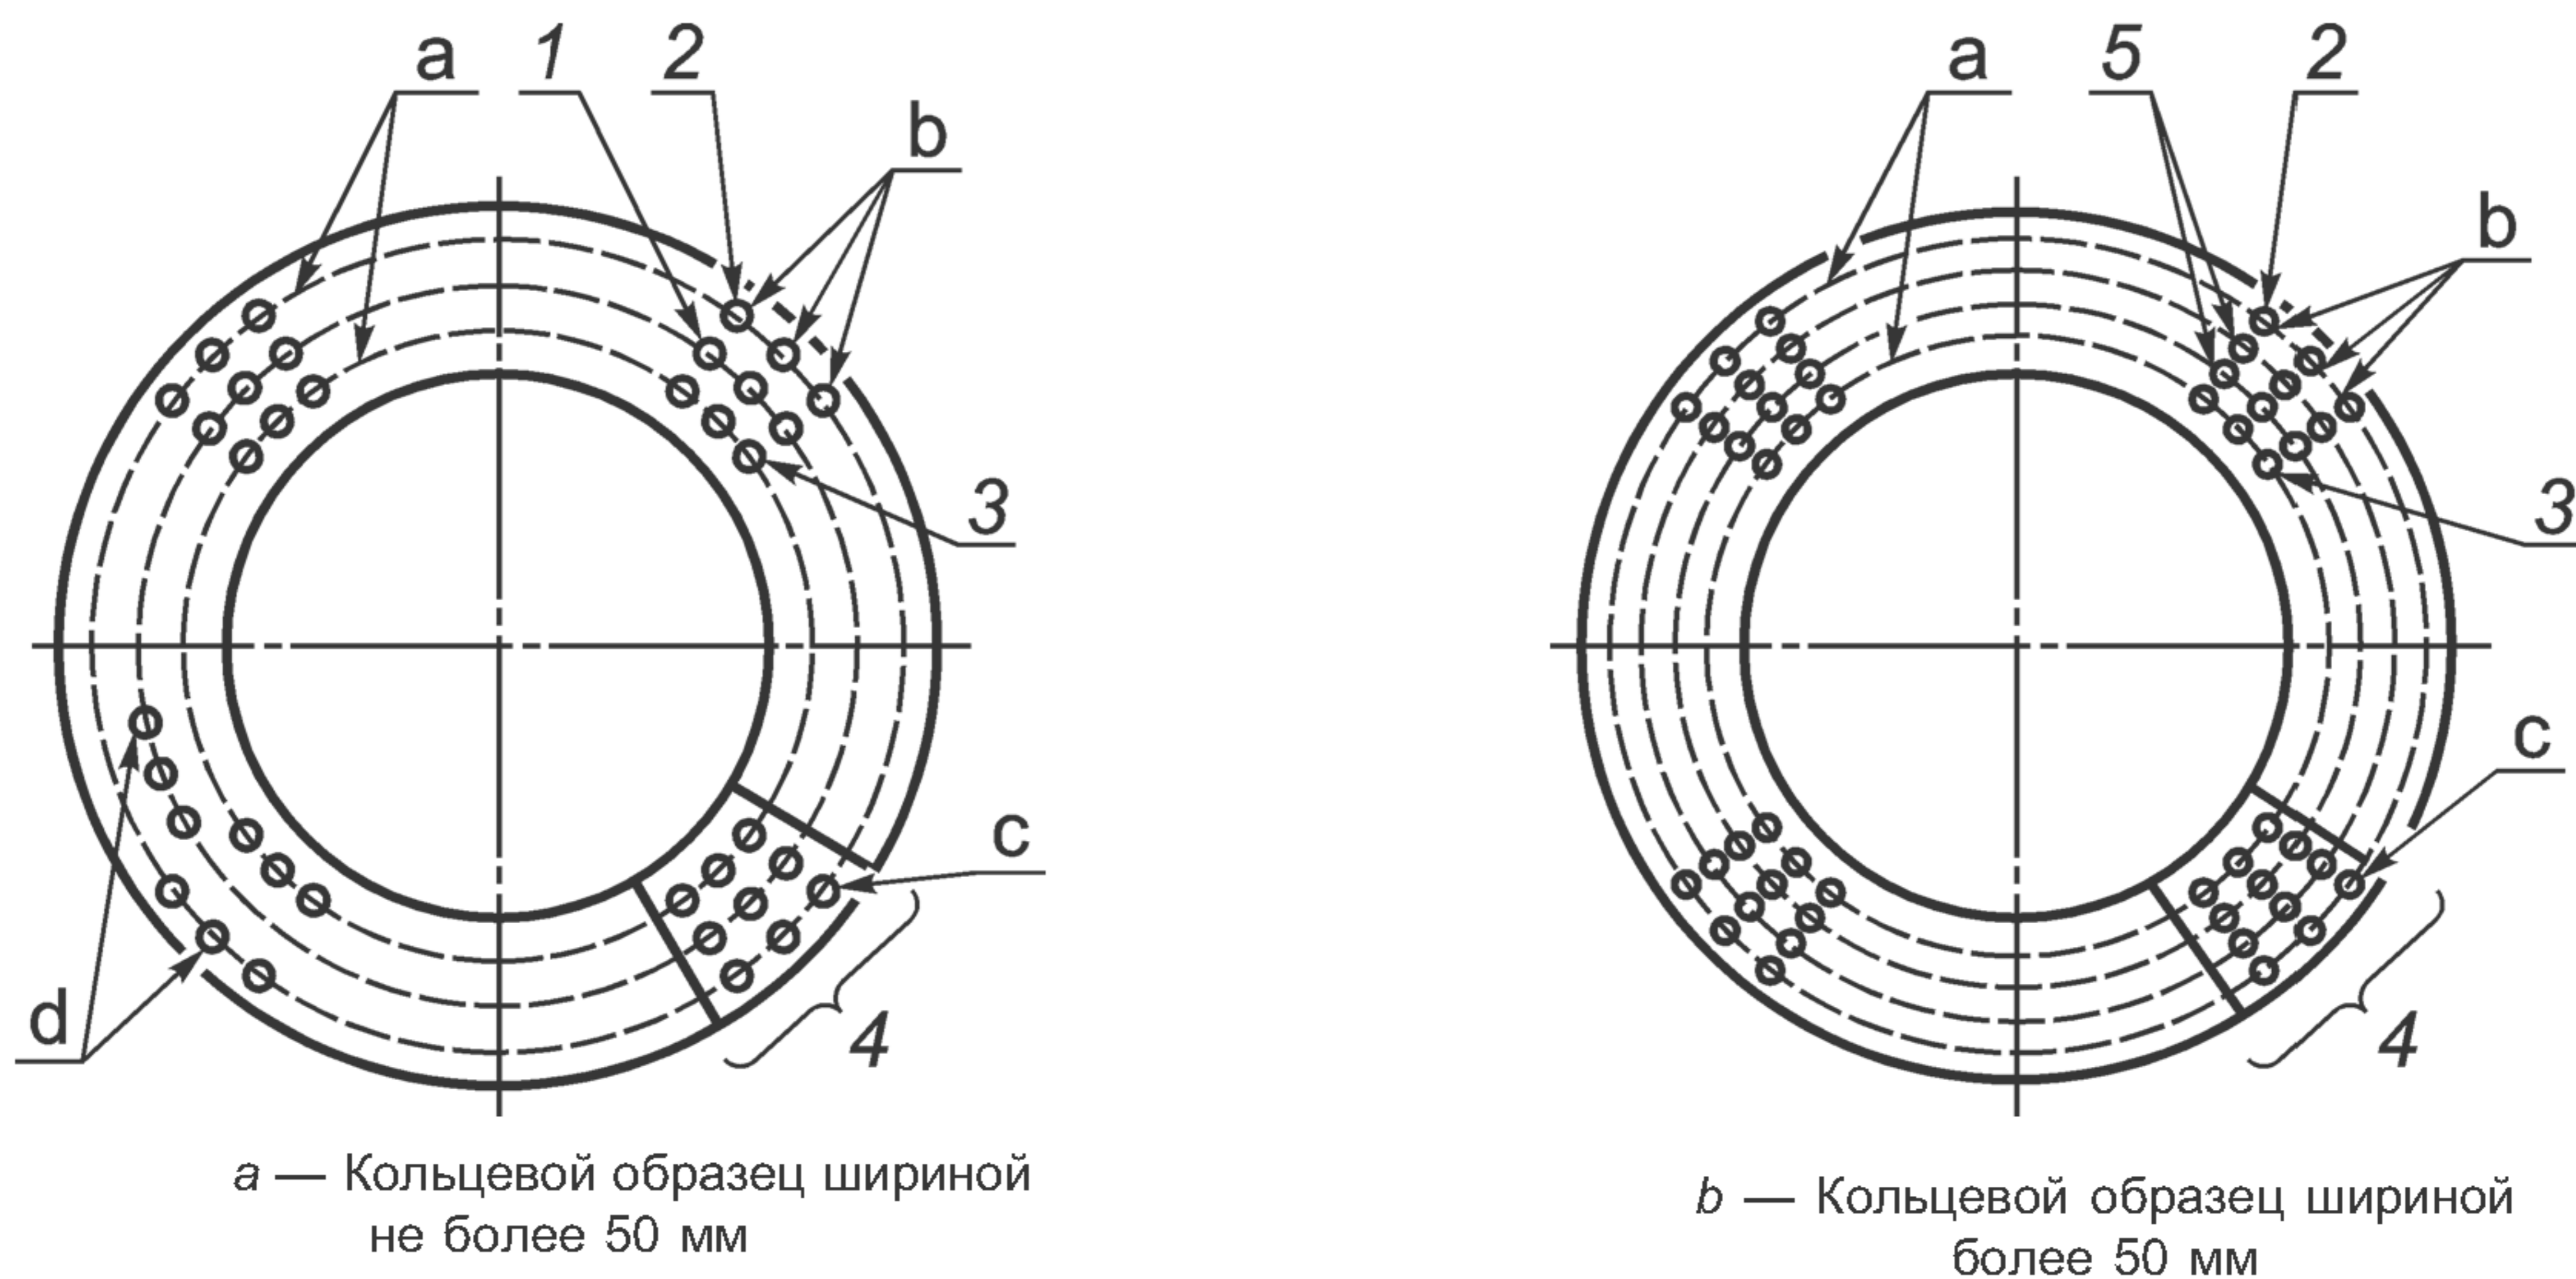 a 1 2
b
3
c
d
4
a — Кольцевой образец шириной
не более 50 мм
a 5 2
b
3
c
4
b — Кольцевой образец шириной
более 50 мм